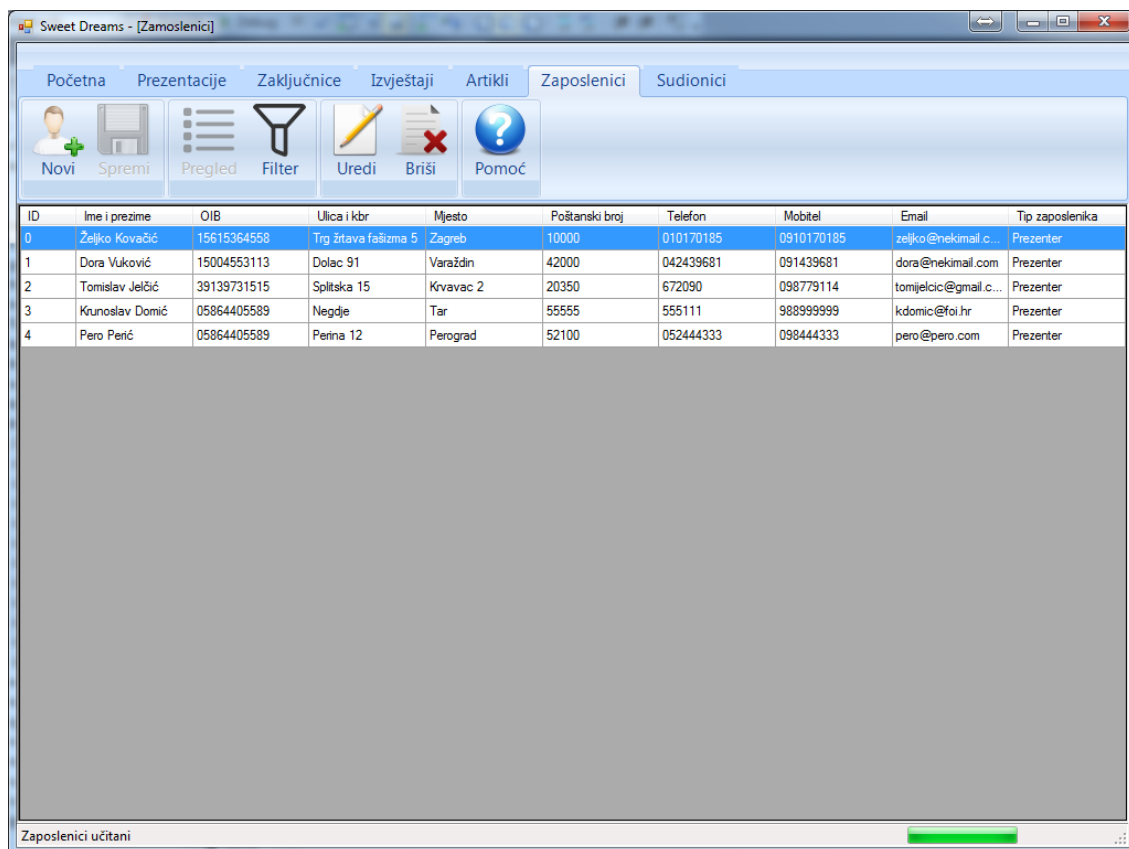 Sweet Dreams - [Zamoslenici]
Početna Prezentacije Zaključnice Izvještaji Artikli Zaposlenici Sudionici
Novi Spremi Pregled Filter Uredi Briši Pomoć
ID Ime i prezime OIB Ulica i kbr Mjesto Poštanski broj Telefon Mobitel Email Tip zaposlenika
0 Željko Kovačić 15615364558 Trg žrtava fašizma 5 Zagreb 10000 010170185 0910170185 zeljko@nekimail.c... Prezenter
1 Dora Vuković 15004553113 Dolac 91 Varaždin 42000 042439681 091439681 dora@nekimail.com Prezenter
2 Tomislav Jelčić 39139731515 Splitska 15 Krvavac 2 20350 672090 098779114 tomijelcic@gmail.c... Prezenter
3 Krunoslav Domić 05864405589 Negdje Tar 55555 555111 988999999 kdomic@foi.hr Prezenter
4 Pero Perić 05864405589 Perina 12 Perograd 52100 052444333 098444333 pero@pero.com Prezenter
Zaposlenici učitani